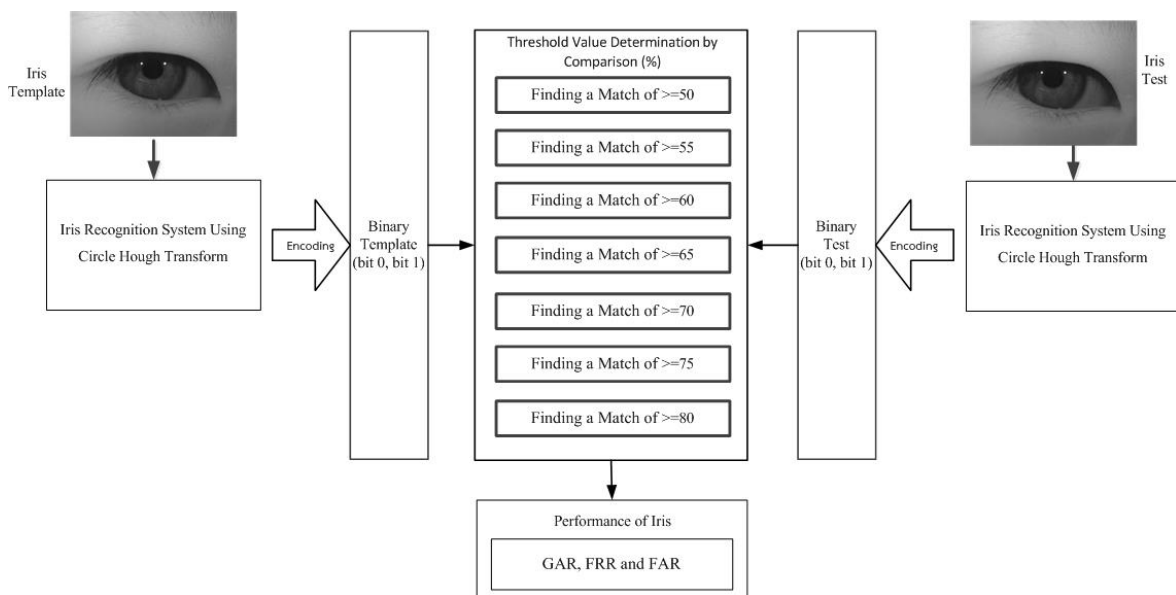 Iris
Template
Iris Recognition System Using
Circle Hough Transform
Encoding
Binary
Template
(bit 0, bit 1)
Threshold Value Determination by
Comparison (%)
Finding a Match of >=50
Finding a Match of >=55
Finding a Match of >=60
Finding a Match of >=65
Finding a Match of >=70
Finding a Match of >=75
Finding a Match of >=80
Performance of Iris
GAR, FRR and FAR
Binary
Test
(bit 0, bit 1)
Encoding
Iris
Test
Iris Recognition System Using
Circle Hough Transform